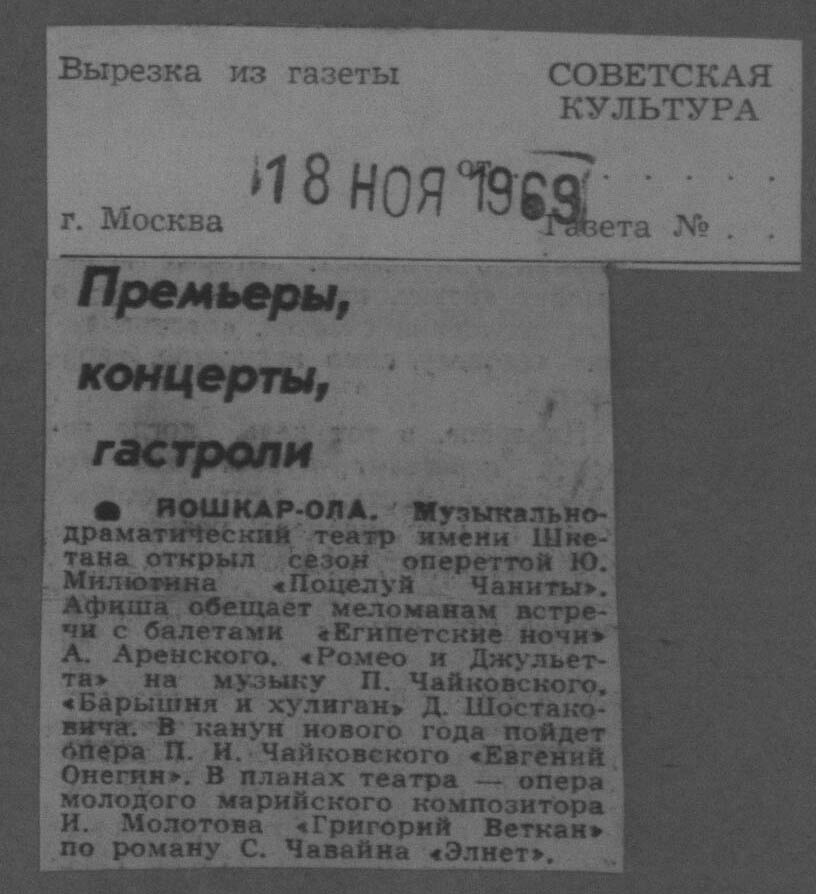 Вырезка из газеты
СОВЕТСКАЯ
КУЛЬТУРА
18 НОЯ 1969
от . . . . . . . .
г. Москва
Газета № . .
Премьеры,
концерты,
гастроли
● ЙОШКАР-ОЛА. Музыкально-
драматический театр имени Шке-
тана открыл сезон опереттой Ю.
Милютина «Поцелуй Чаниты».
Афиша обещает меломанам встре-
чи с балетами «Египетские ночи»
А. Аренского, «Ромео и Джульет-
та» на музыку П. Чайковского,
«Барышня и хулиган» Д. Шостако-
вича. В канун нового года пойдет
опера П. И. Чайковского «Евгений
Онегин». В планах театра — опера
молодого марийского композитора
И. Молотова «Григорий Веткан»
по роману С. Чавайна «Элнет».